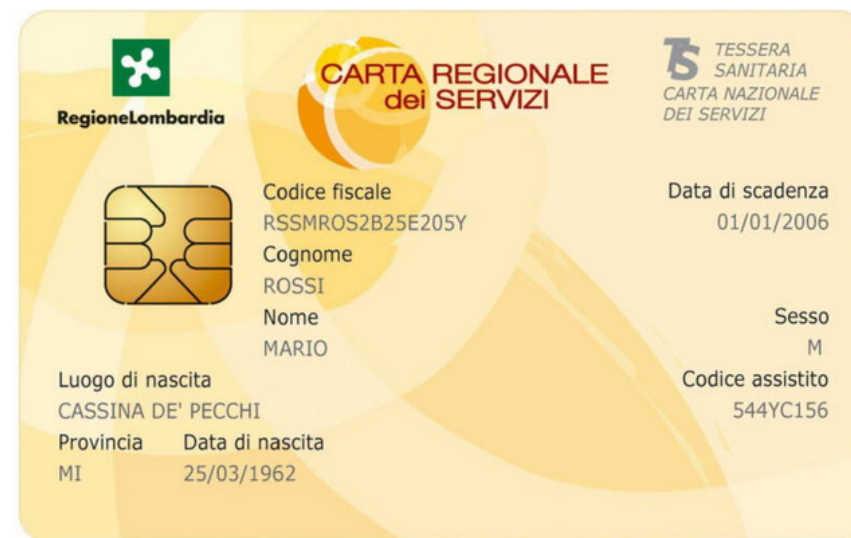 RegioneLombardia
CARTA REGIONALE
dei SERVIZI
TS TESSERA
SANITARIA
CARTA NAZIONALE
DEI SERVIZI
Codice fiscale
RSSMROS2B25E205Y
Data di scadenza
01/01/2006
Cognome
ROSSI
Nome
MARIO
Sesso
M
Luogo di nascita
CASSINA DE' PECCHI
Codice assistito
544YC156
Provincia Data di nascita
MI 25/03/1962